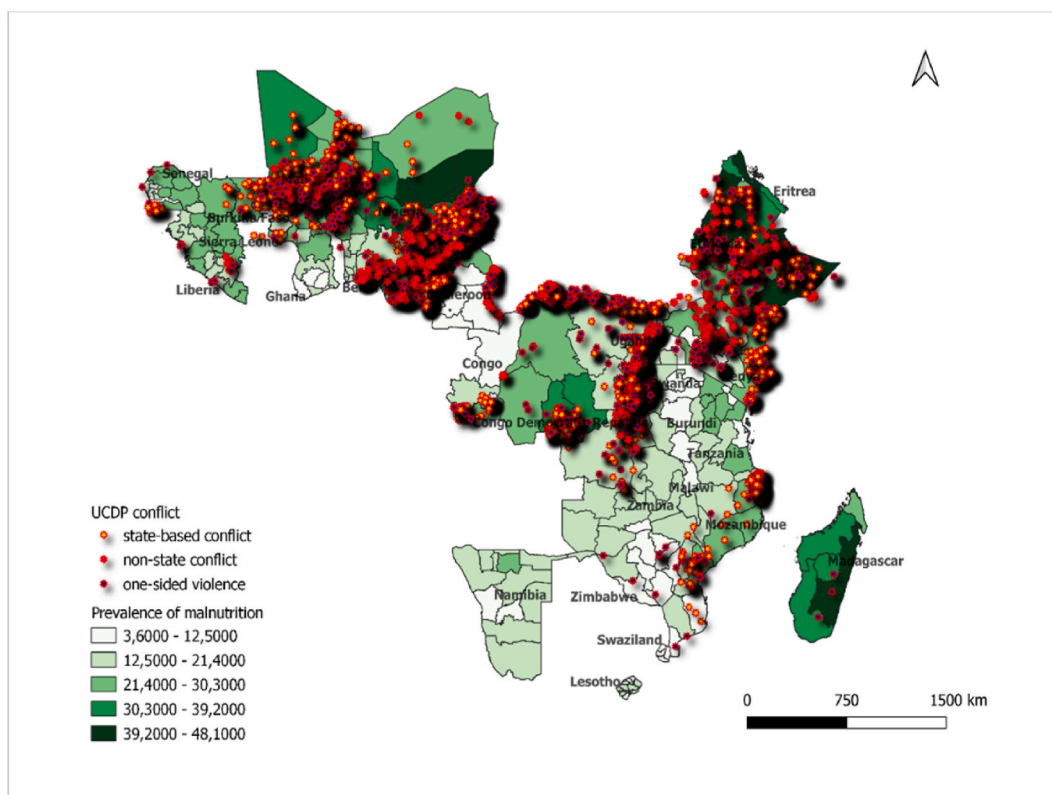 Senegal
Eritrea
Burkina Faso
Sierra Leone
Liberia
Ghana
Congo
Burundi
Tanzania
Malawi
Zambia
Mozambique
Madagascar
Namibia
Zimbabwe
Swaziland
Lesotho
UCDP conflict
state-based conflict
non-state conflict
one-sided violence
Prevalence of malnutrition
3,6000 - 12,5000
12,5000 - 21,4000
21,4000 - 30,3000
30,3000 - 39,2000
39,2000 - 48,1000
0 750 1500 km